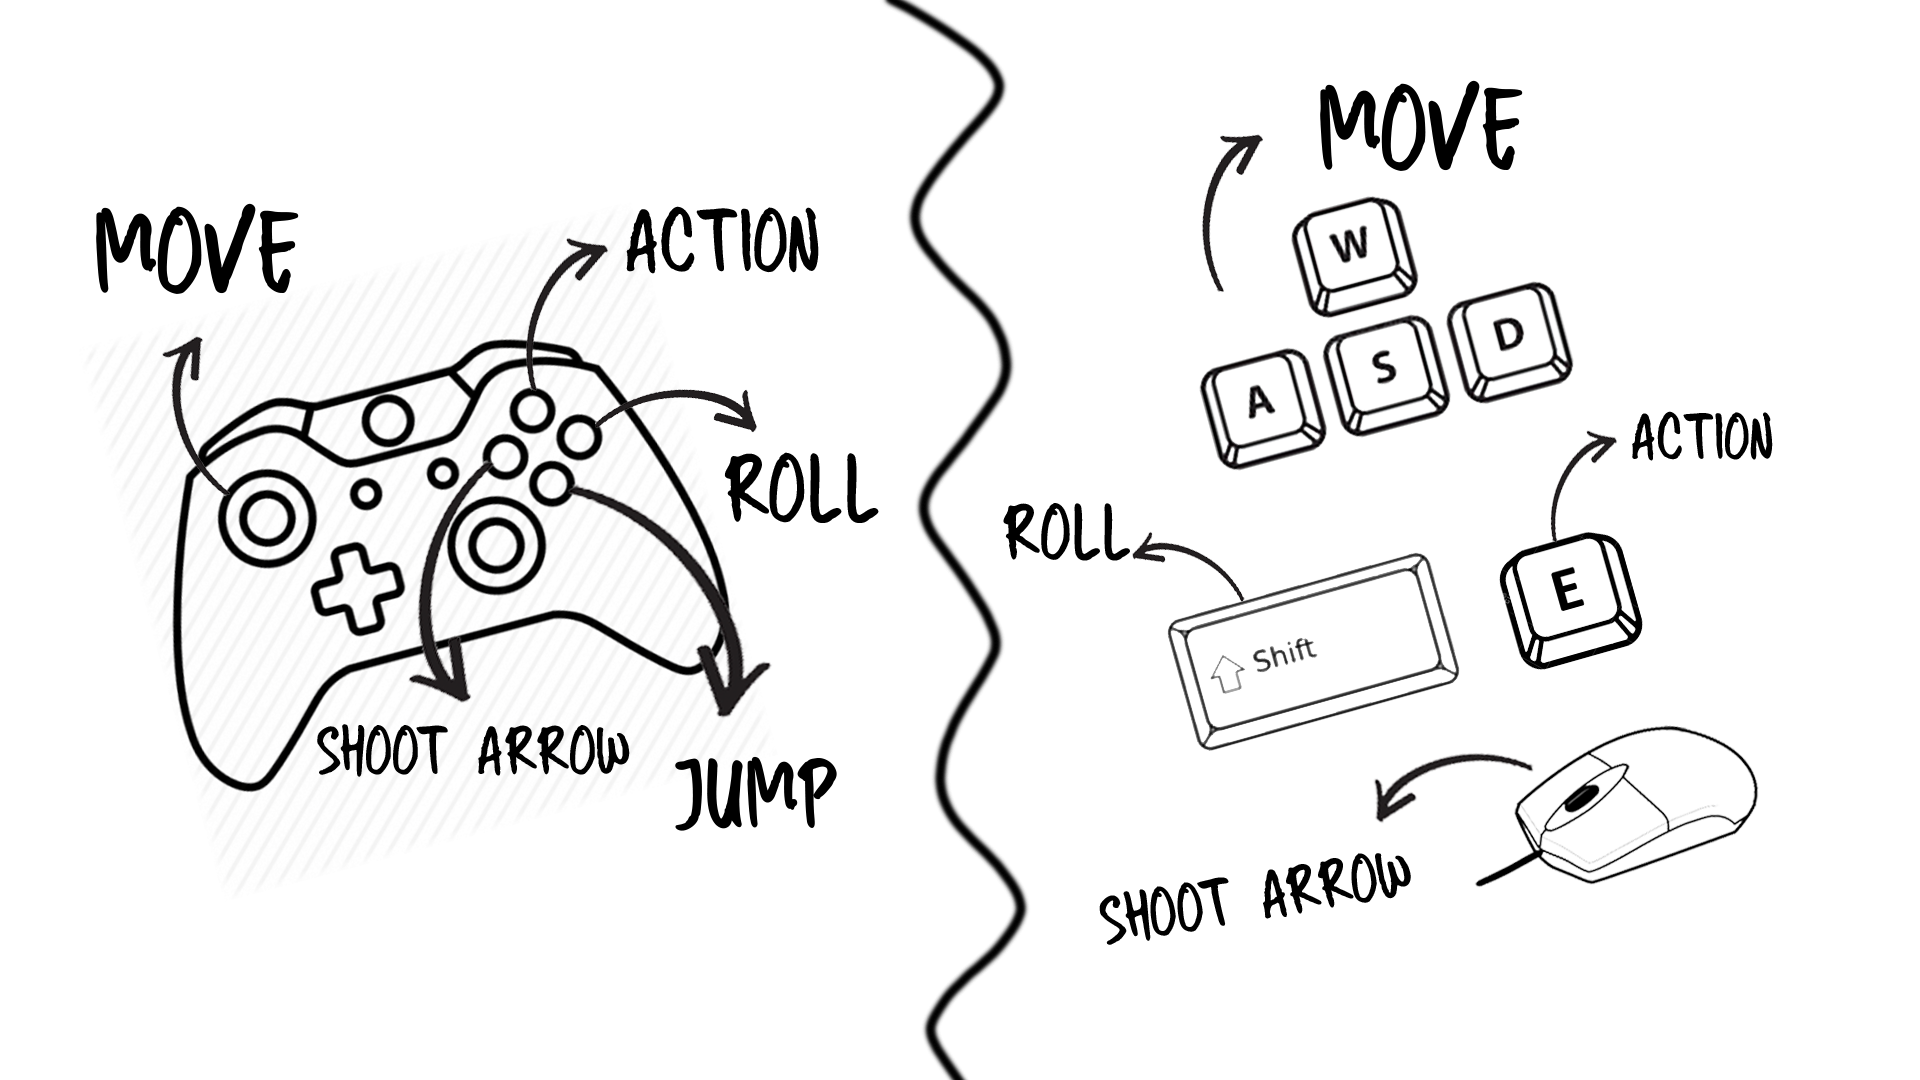 MOVE
ACTION
ROLL
SHOOT ARROW
JUMP
MOVE
W
A
S
D
ACTION
ROLL
E
Shift
SHOOT ARROW